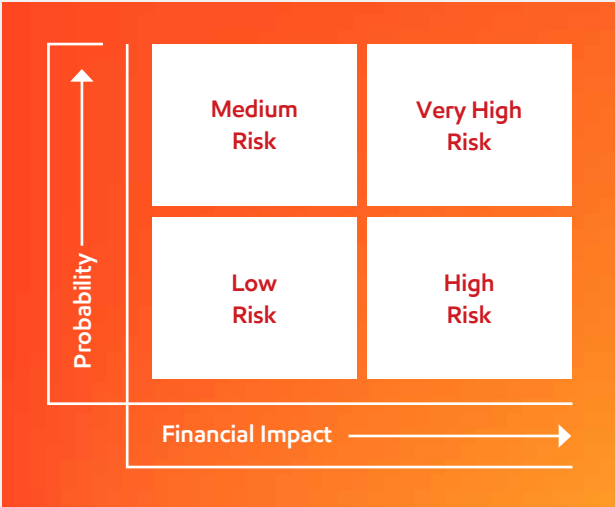 Medium
Risk
Very High
Risk
Probability
Low
Risk
High
Risk
Financial Impact